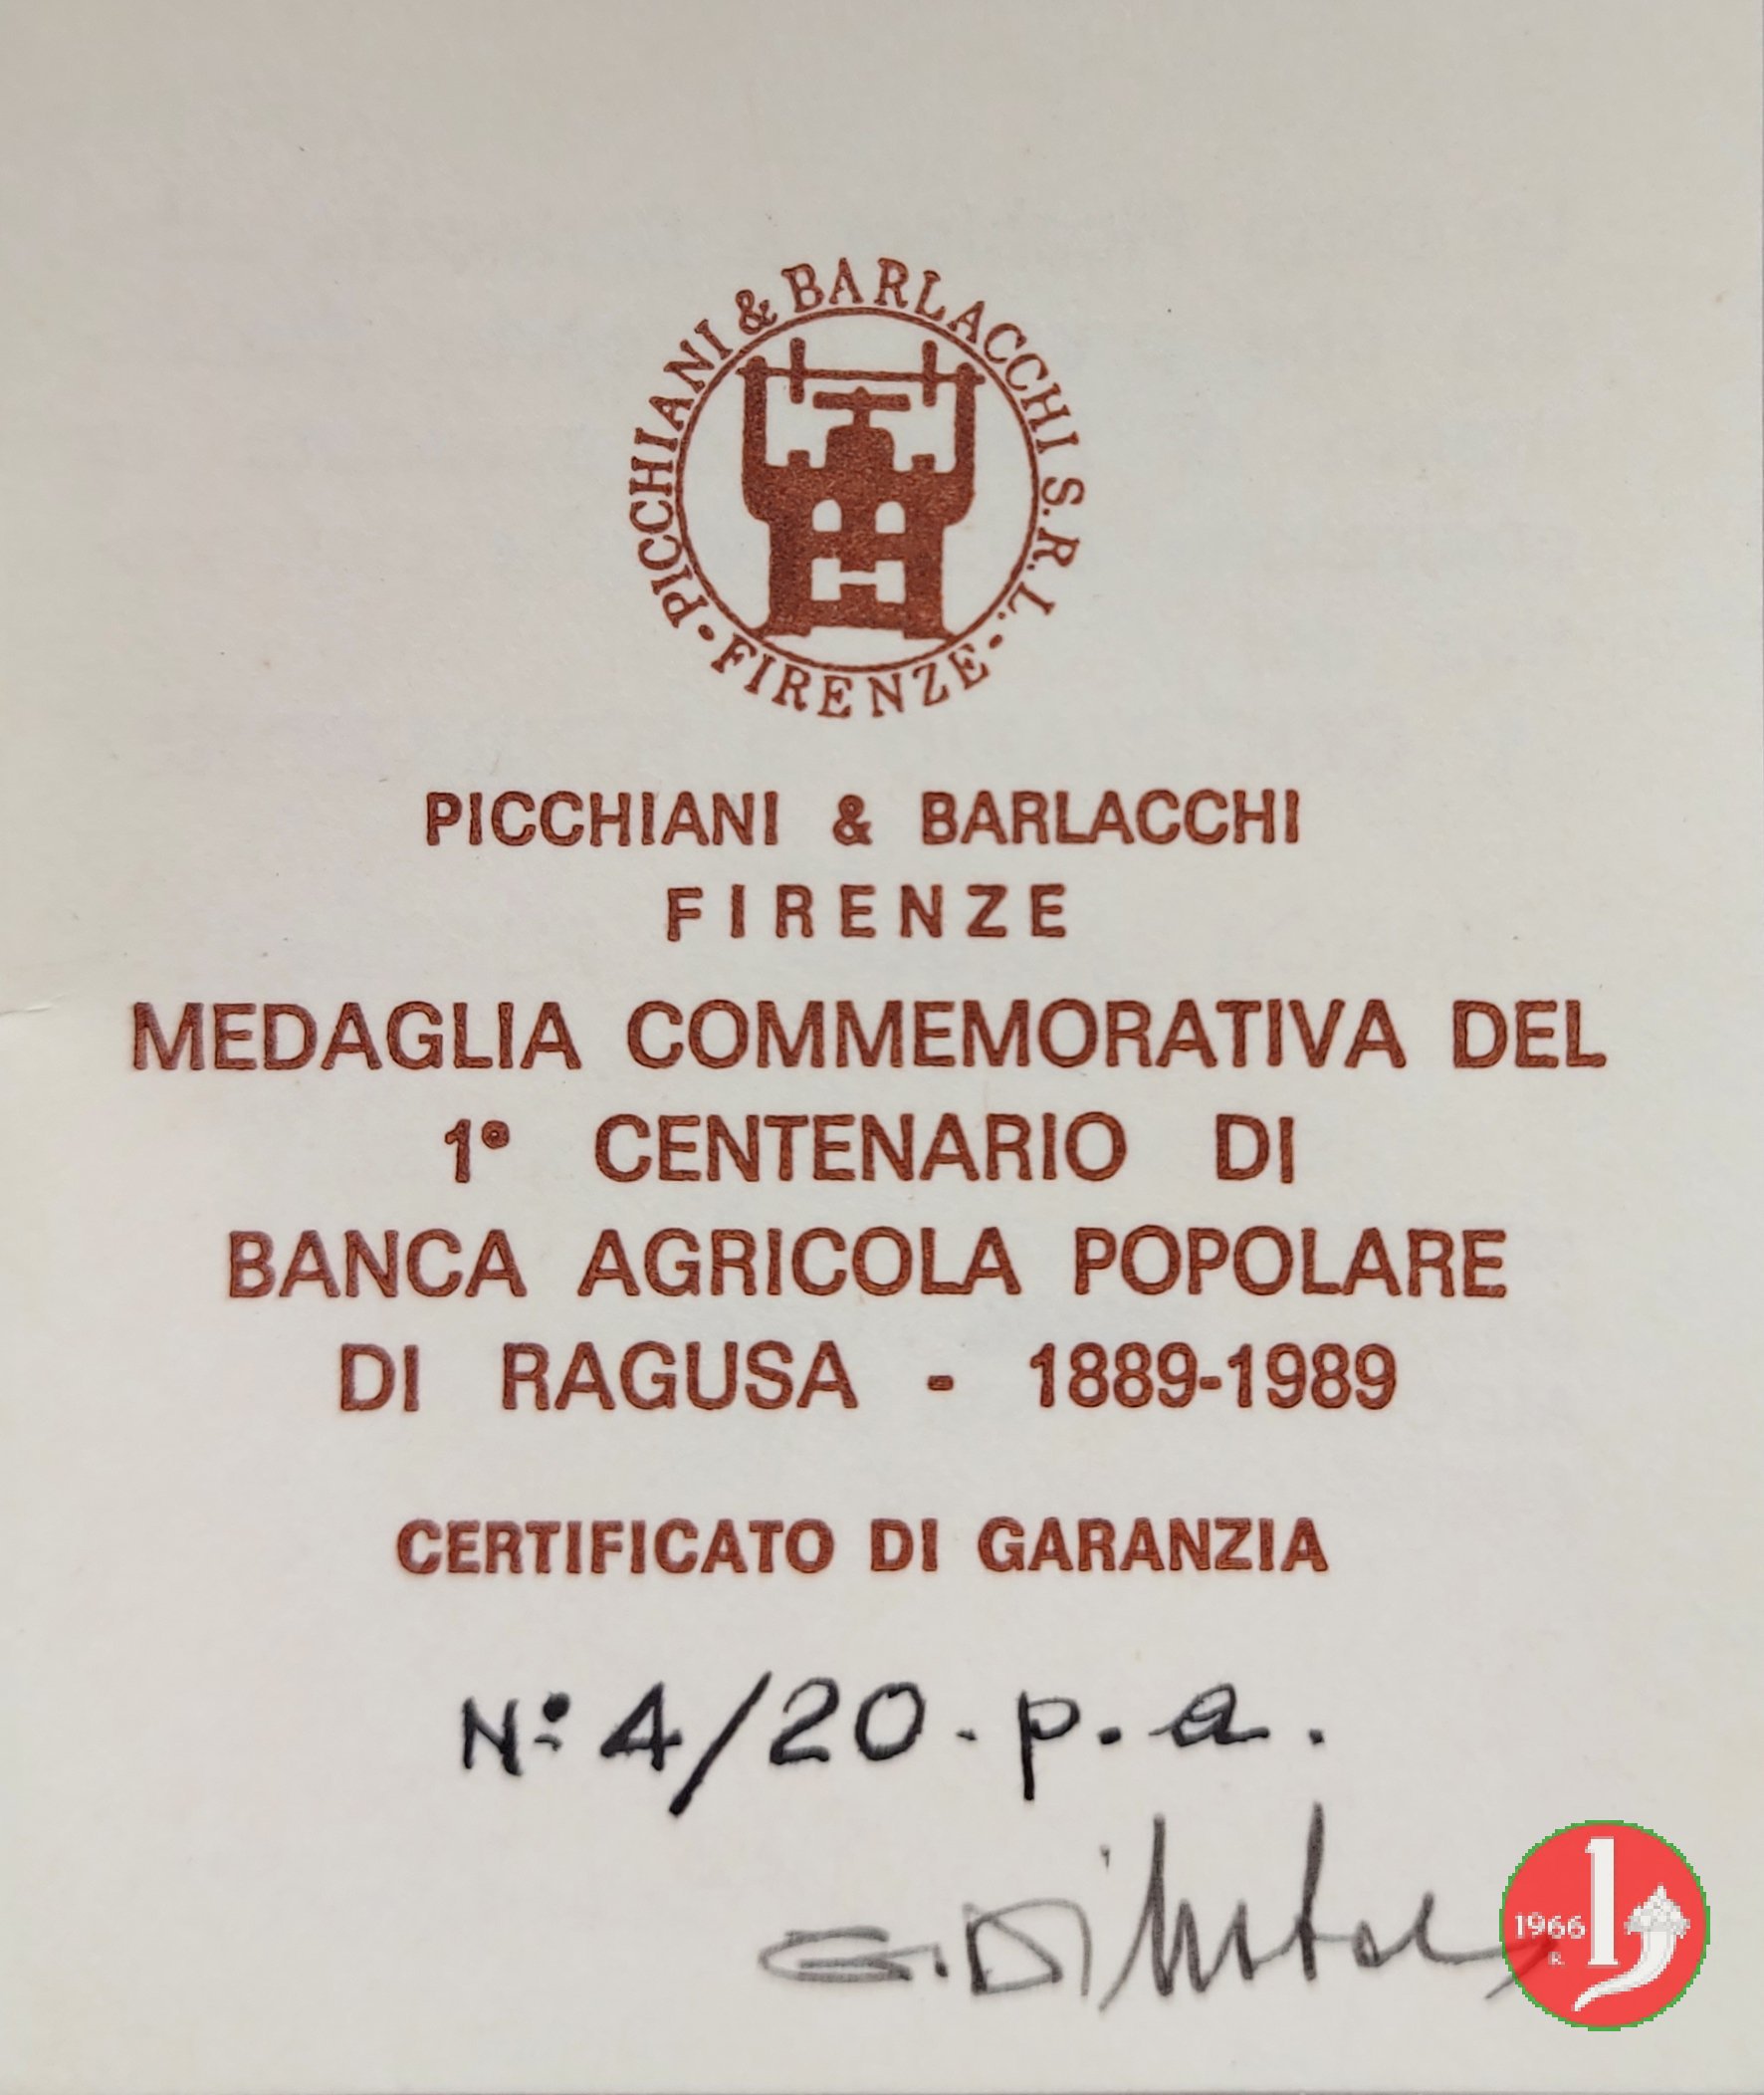 PICCHIANI & BARLACCHI S.R.L.
• FIRENZE •
PICCHIANI & BARLACCHI
FIRENZE
MEDAGLIA COMMEMORATIVA DEL
1° CENTENARIO DI
BANCA AGRICOLA POPOLARE
DI RAGUSA - 1889-1989
CERTIFICATO DI GARANZIA
N: 4/20. p. a.
1966
R.